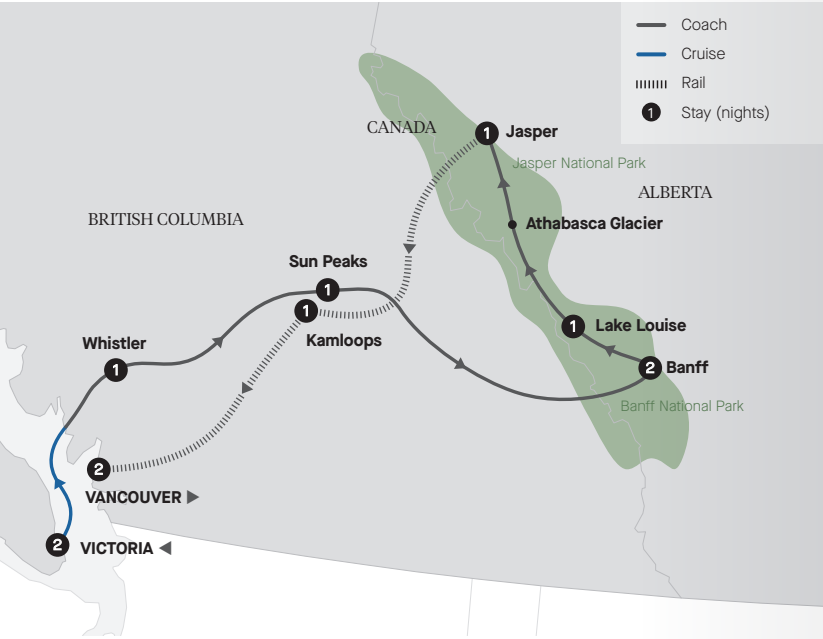 Coach
Cruise
Rail
1 Stay (nights)
CANADA
1 Jasper
Jasper National Park
ALBERTA
BRITISH COLUMBIA
Athabasca Glacier
Sun Peaks
1
1
Kamloops
1 Lake Louise
Whistler
1
2 Banff
Banff National Park
2
VANCOUVER
2 VICTORIA